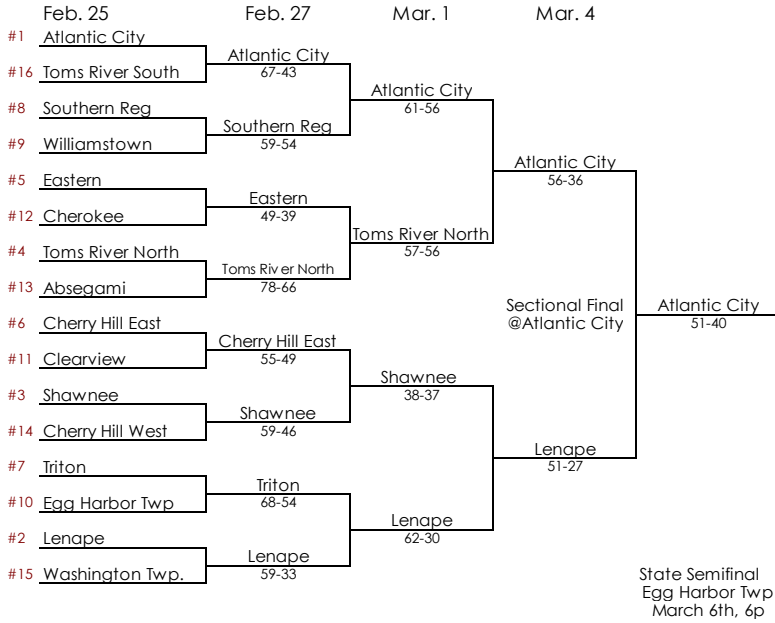 Feb. 25
Feb. 27
Mar. 1
Mar. 4
#1 Atlantic City
#16 Toms River South
#8 Southern Reg
#9 Williamstown
#5 Eastern
#12 Cherokee
#4 Toms River North
#13 Absegami
#6 Cherry Hill East
#11 Clearview
#3 Shawnee
#14 Cherry Hill West
#7 Triton
#10 Egg Harbor Twp
#2 Lenape
#15 Washington Twp.
Atlantic City
67-43
Southern Reg
59-54
Eastern
49-39
Toms River North
78-66
Cherry Hill East
55-49
Shawnee
59-46
Triton
68-54
Lenape
59-33
Atlantic City
61-56
Toms River North
57-56
Shawnee
38-37
Lenape
62-30
Atlantic City
56-36
Lenape
51-27
Sectional Final
@Atlantic City
Atlantic City
51-40
State Semifinal
Egg Harbor Twp
March 6th, 6p